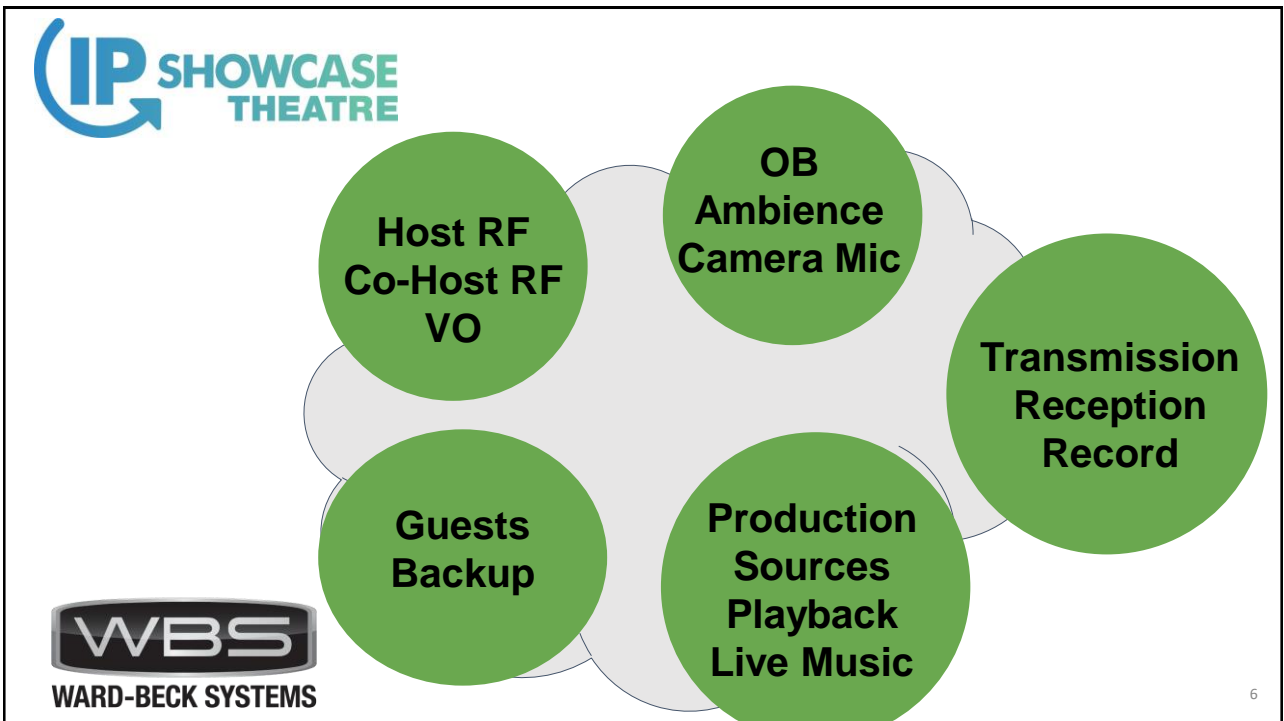 IP SHOWCASE
THEATRE
OB
Ambience
Camera Mic
Host RF
Co-Host RF
VO
Transmission
Reception
Record
Guests
Backup
Production
Sources
Playback
Live Music
WBS
WARD-BECK SYSTEMS
6